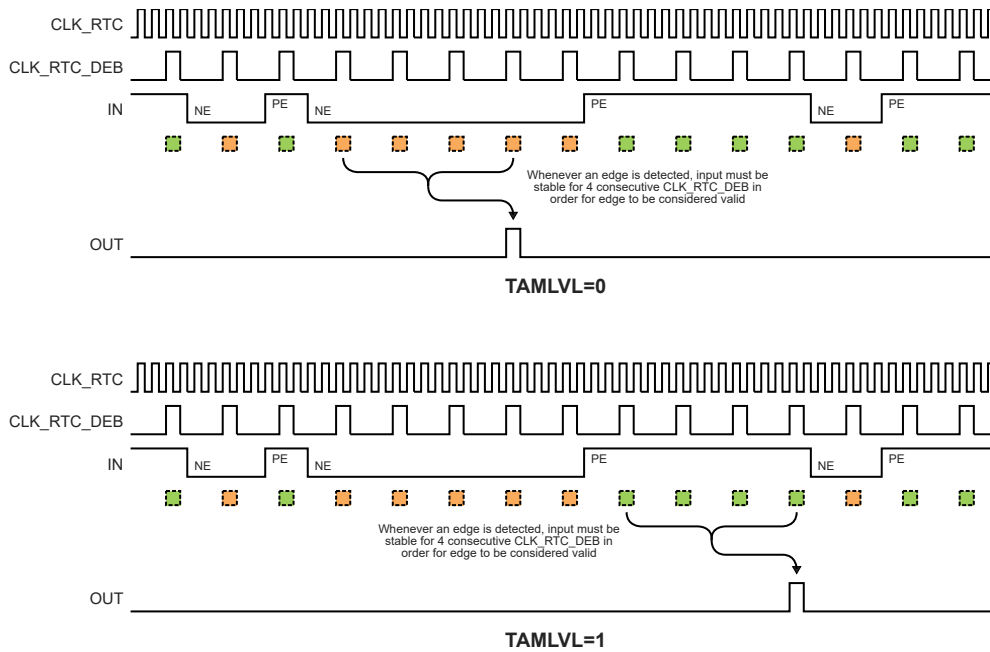 CLK_RTC
CLK_RTC_DEB
IN
NE
PE
NE
PE
NE
PE
Whenever an edge is detected, input must be
stable for 4 consecutive CLK_RTC_DEB in
order for edge to be considered valid
OUT
TAMLVL=0
CLK_RTC
CLK_RTC_DEB
IN
NE
PE
NE
PE
NE
PE
Whenever an edge is detected, input must be
stable for 4 consecutive CLK_RTC_DEB in
order for edge to be considered valid
OUT
TAMLVL=1